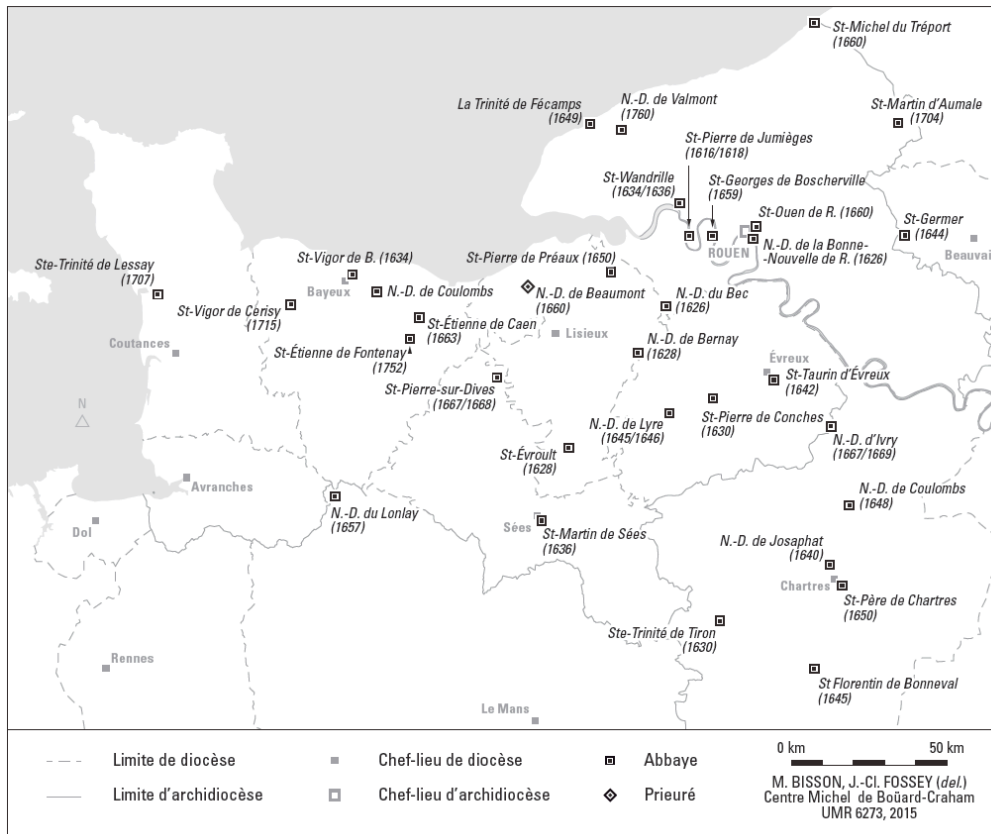 St-Michel du Tréport
(1660)
La Trinité de Fécamps
(1649)
N.-D. de Valmont
(1760)
St-Martin d'Aumale
(1704)
St-Pierre de Jumièges
(1616/1618)
St-Wandrille
(1634/1636)
St-Georges de Boscherville
(1659)
St-Ouen de R. (1660)
ROUEN
N.-D. de la Bonne-
-Nouvelle de R.
(1626)
St-Germer
(1644)
Beauvai
Ste-Trinité de Lessay
(1707)
St-Vigor de B. (1634)
Bayeux
N.-D. de Coulombs
St-Pierre de Préaux (1650)
N.-D. de Beaumont
(1660)
N.-D. du Bec
(1626)
St-Vigor de Cerisy
(1715)
St-Étienne de Caen
(1663)
Lisieux
Coutances
St-Étienne de Fontenay
(1752)
N.-D. de Bernay
(1628)
Évreux
St-Taurin d'Évreux
(1642)
St-Pierre-sur-Dives
(1667/1668)
N
N.-D. de Lyre
(1645/1646)
St-Pierre de Conches
(1630)
N.-D. d'Ivry
(1667/1669)
St-Évroult
(1628)
Avranches
N.-D. du Lonlay
(1657)
N.-D. de Coulombs
(1648)
Dol
Sées
St-Martin de Sées
(1636)
N.-D. de Josaphat
(1640)
Chartres
St-Père de Chartres
(1650)
Ste-Trinité de Tiron
(1630)
Rennes
St Florentin de Bonneval
(1645)
Le Mans
Limite de diocèse
Chef-lieu de diocèse
Abbaye
0 km
50 km
Limite d'archidiocèse
Chef-lieu d'archidiocèse
Prieuré
M. BISSON, J.-Cl. FOSSEY (del.)
Centre Michel de Boüard-Craham
UMR 6273, 2015